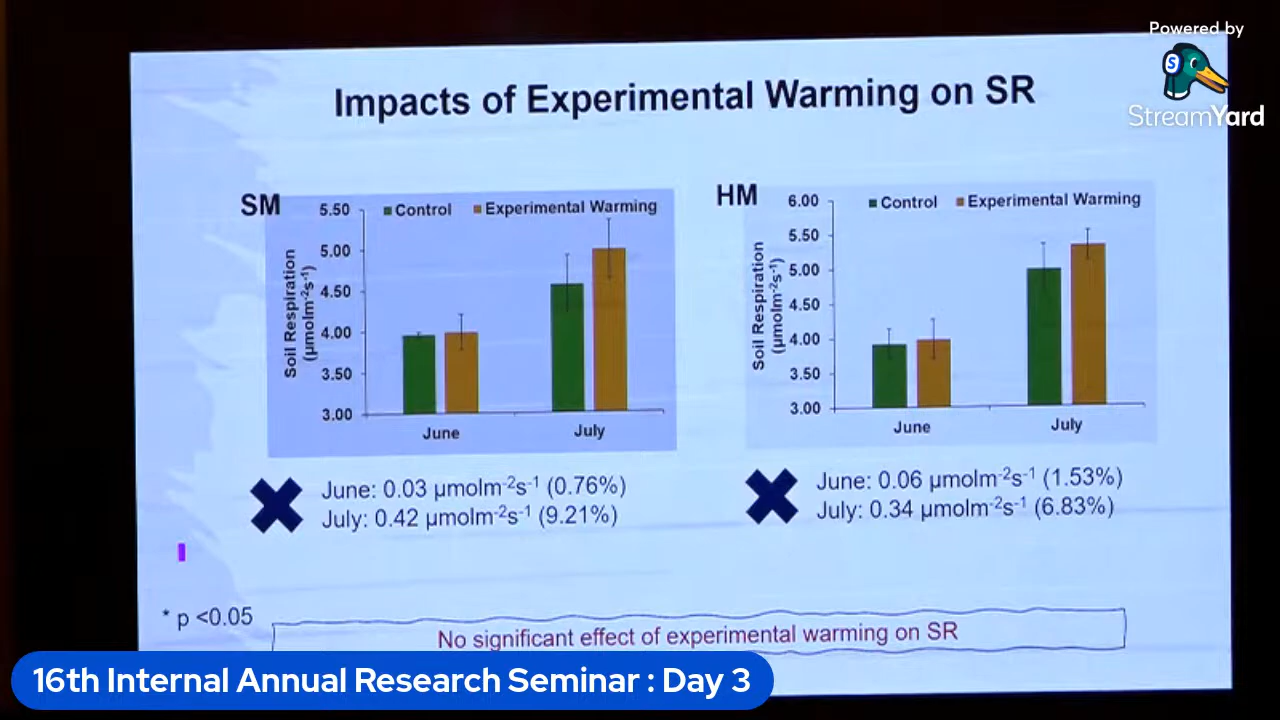 Powered by
StreamYard
Impacts of Experimental Warming on SR
SM
Control
Experimental Warming
Soil Respiration
(µmolm-2s-1)
5.50
5.00
4.50
4.00
3.50
3.00
June
July
HM
Control
Experimental Warming
Soil Respiration
(µmolm-2s-1)
6.00
5.50
5.00
4.50
4.00
3.50
3.00
June
July
June: 0.03 µmolm-2s-1 (0.76%)
July: 0.42 µmolm-2s-1 (9.21%)
June: 0.06 µmolm-2s-1 (1.53%)
July: 0.34 µmolm-2s-1 (6.83%)
* p <0.05
No significant effect of experimental warming on SR
16th Internal Annual Research Seminar : Day 3